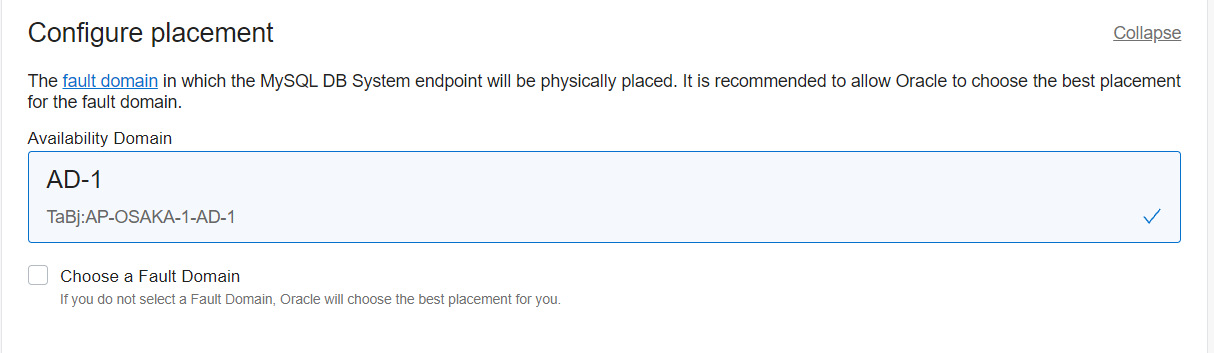 Configure placement
Collapse
The fault domain in which the MySQL DB System endpoint will be physically placed. It is recommended to allow Oracle to choose the best placement
for the fault domain.
Availability Domain
AD-1
TaBj:AP-OSAKA-1-AD-1
Choose a Fault Domain
If you do not select a Fault Domain, Oracle will choose the best placement for you.